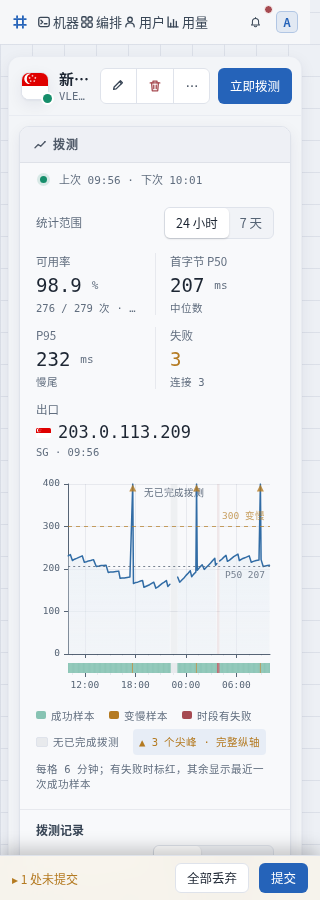 机器 编排 用户 用量 A
新…
VLE…
… 立即拨测
拨测
上次 09:56 · 下次 10:01
统计范围 24 小时 7 天
可用率 首字节 P50
98.9 % 207 ms
276 / 279 次 · … 中位数
P95 失败
232 ms 3
慢尾 连接 3
出口
203.0.113.209
SG · 09:56
400
无已完成拨测
300
300 变慢
200
P50 207
100
0
12:00 18:00 00:00 06:00
成功样本 变慢样本 时段有失败
无已完成拨测 ▲ 3 个尖峰 · 完整纵轴
每格 6 分钟；有失败时标红，其余显示最近一
次成功样本
拨测记录
▸ 1 处未提交 全部丢弃 提交